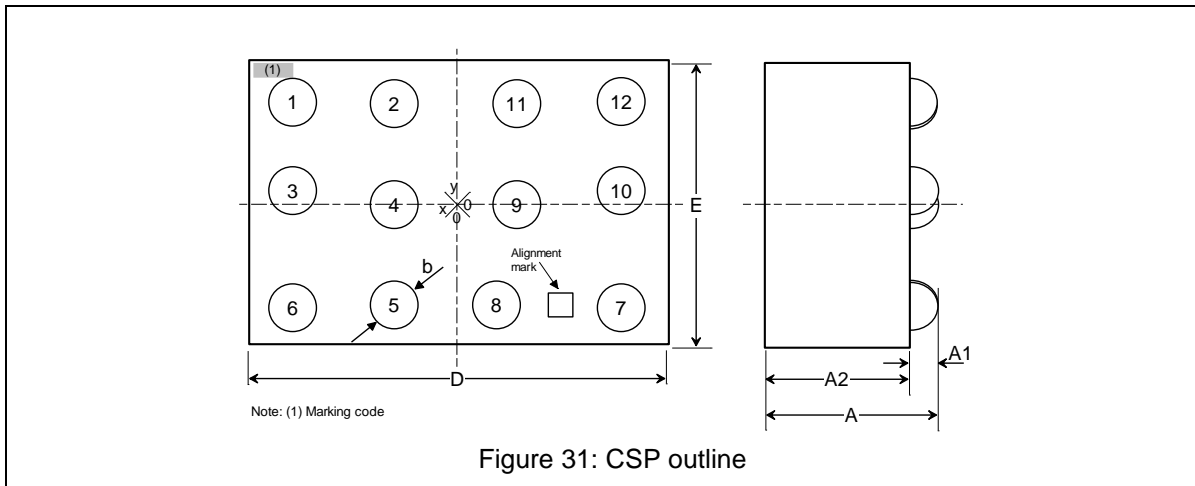 (1)
1 2 11 12
3 4 9 10
y
x 0
0
E
Alignment
mark
b
6 5 8 7
A1
D
A2
A
Note: (1) Marking code
Figure 31: CSP outline